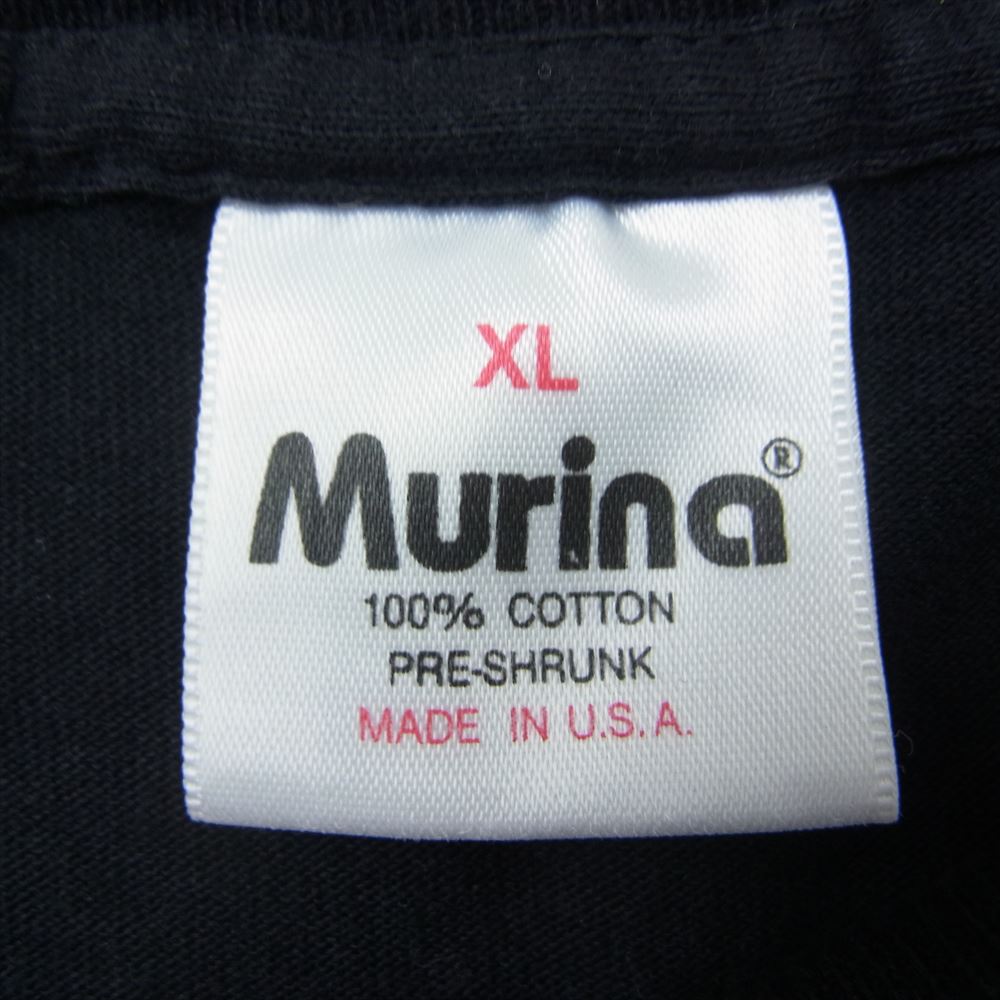 XL
Murina®
100% COTTON
PRE-SHRUNK
MADE IN U.S.A.